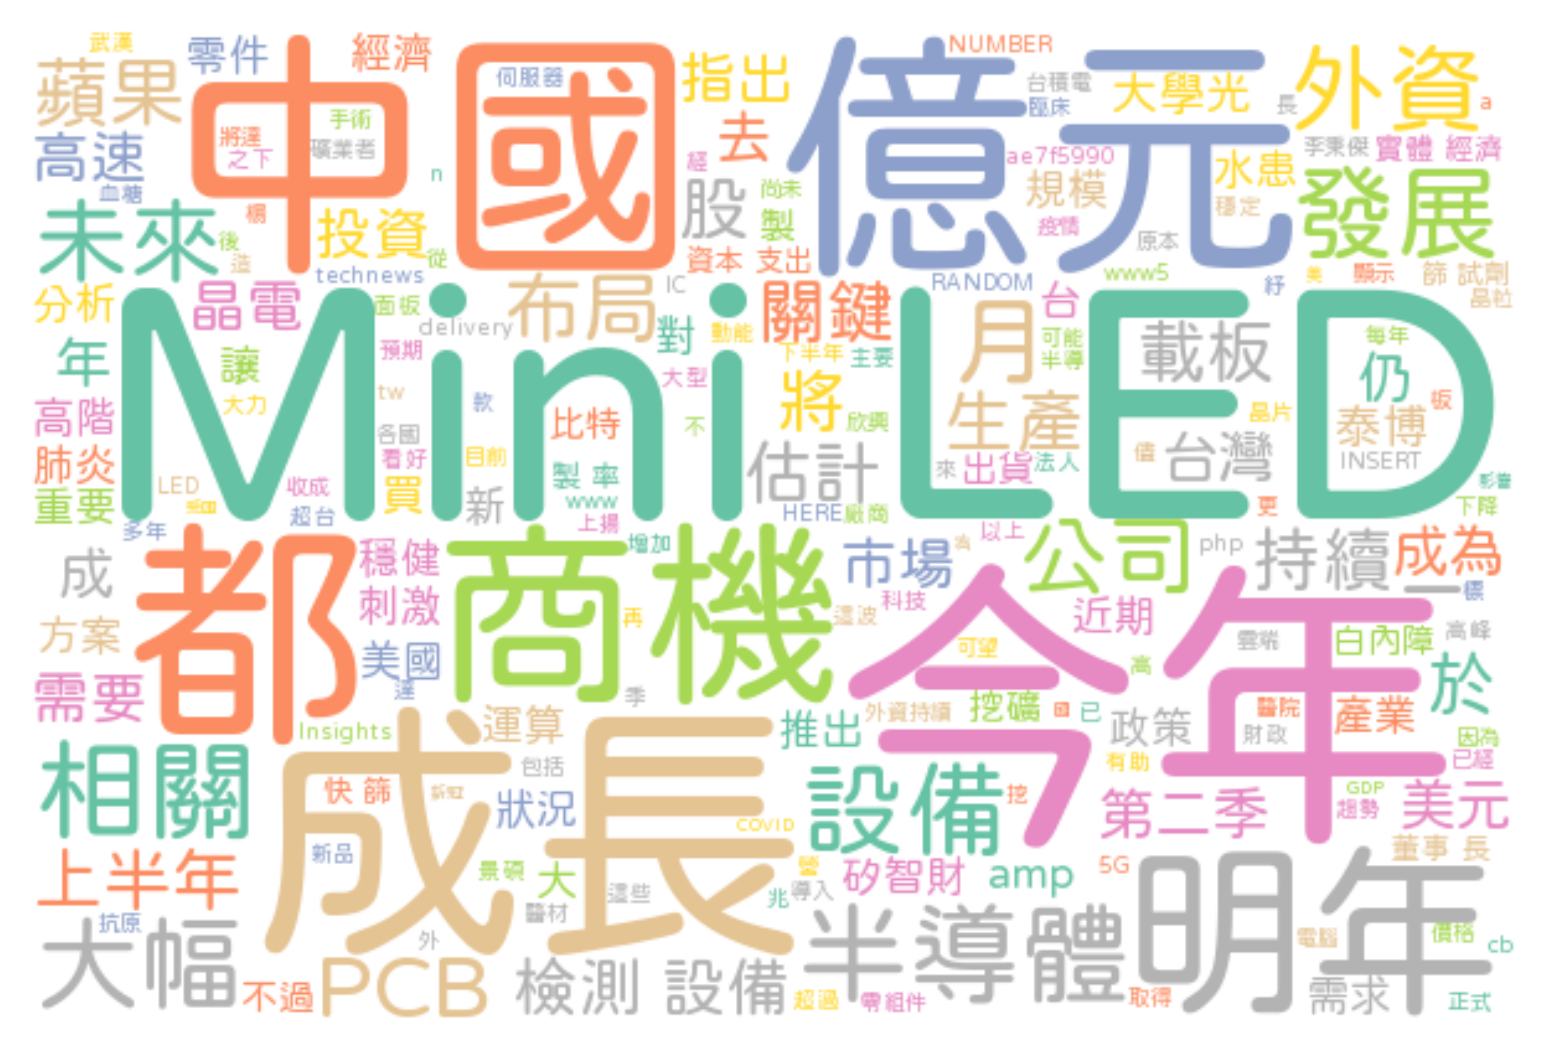 武漢
零件
經濟
蘋果
中國
伺服器
指出
億元
NUMBER
台積電
臨床
大學光
長
外資
a
高速
將達
之下
手術
礦業者
去
經
ae7f5990
水患
李秉傑
實體 經濟
血糖
n
股
尚未
製
規模
穩定
發展
未來
後
造
投資
從
資本 支出
疫情
原本
technews
RANDOM
www5
紓
美
顯示
篩 試劑
晶粒
分析
晶電
面板
delivery
布局
IC
對
動能
關鍵
月
台
可能
半導
載板
每年
年
讓
預期
Mini LED
下半年
主要
仍
大力
tw
款
大型
將
欣興
生產
晶片
泰博
板
高階
各國
比特
不
肺炎
看好
目前
製 率
估計
來
出貨
法人
儘
台灣
INSERT
重要
LED
收成
買
新
www
HERE
廠商
更
影響
下降
多年
超台
上揚
都
穩健
商機
增加
市場
為
以上
公司
php
持續
成為
成
刺激
再
這波
科技
今年
近期
一
標
方案
美國
可望
高
雲端
白內障
高峰
需要
達
季
外資持續
挖礦
國
已
政策
醫院
財政
產業
於
Insights
運算
推出
因為
相關
成長
包括
設備
有助
已經
快 篩
狀況
挖
第二季
GDP
趨勢
美元
COVID
上半年
新品
景碩
大
這些
營
矽智財
amp
5G
董事 長
兆
導入
抗原
醫材
大幅
外
半導體
明年
電腦
價格
cb
不過
PCB
檢測 設備
超過
零組件
取得
需求
正式